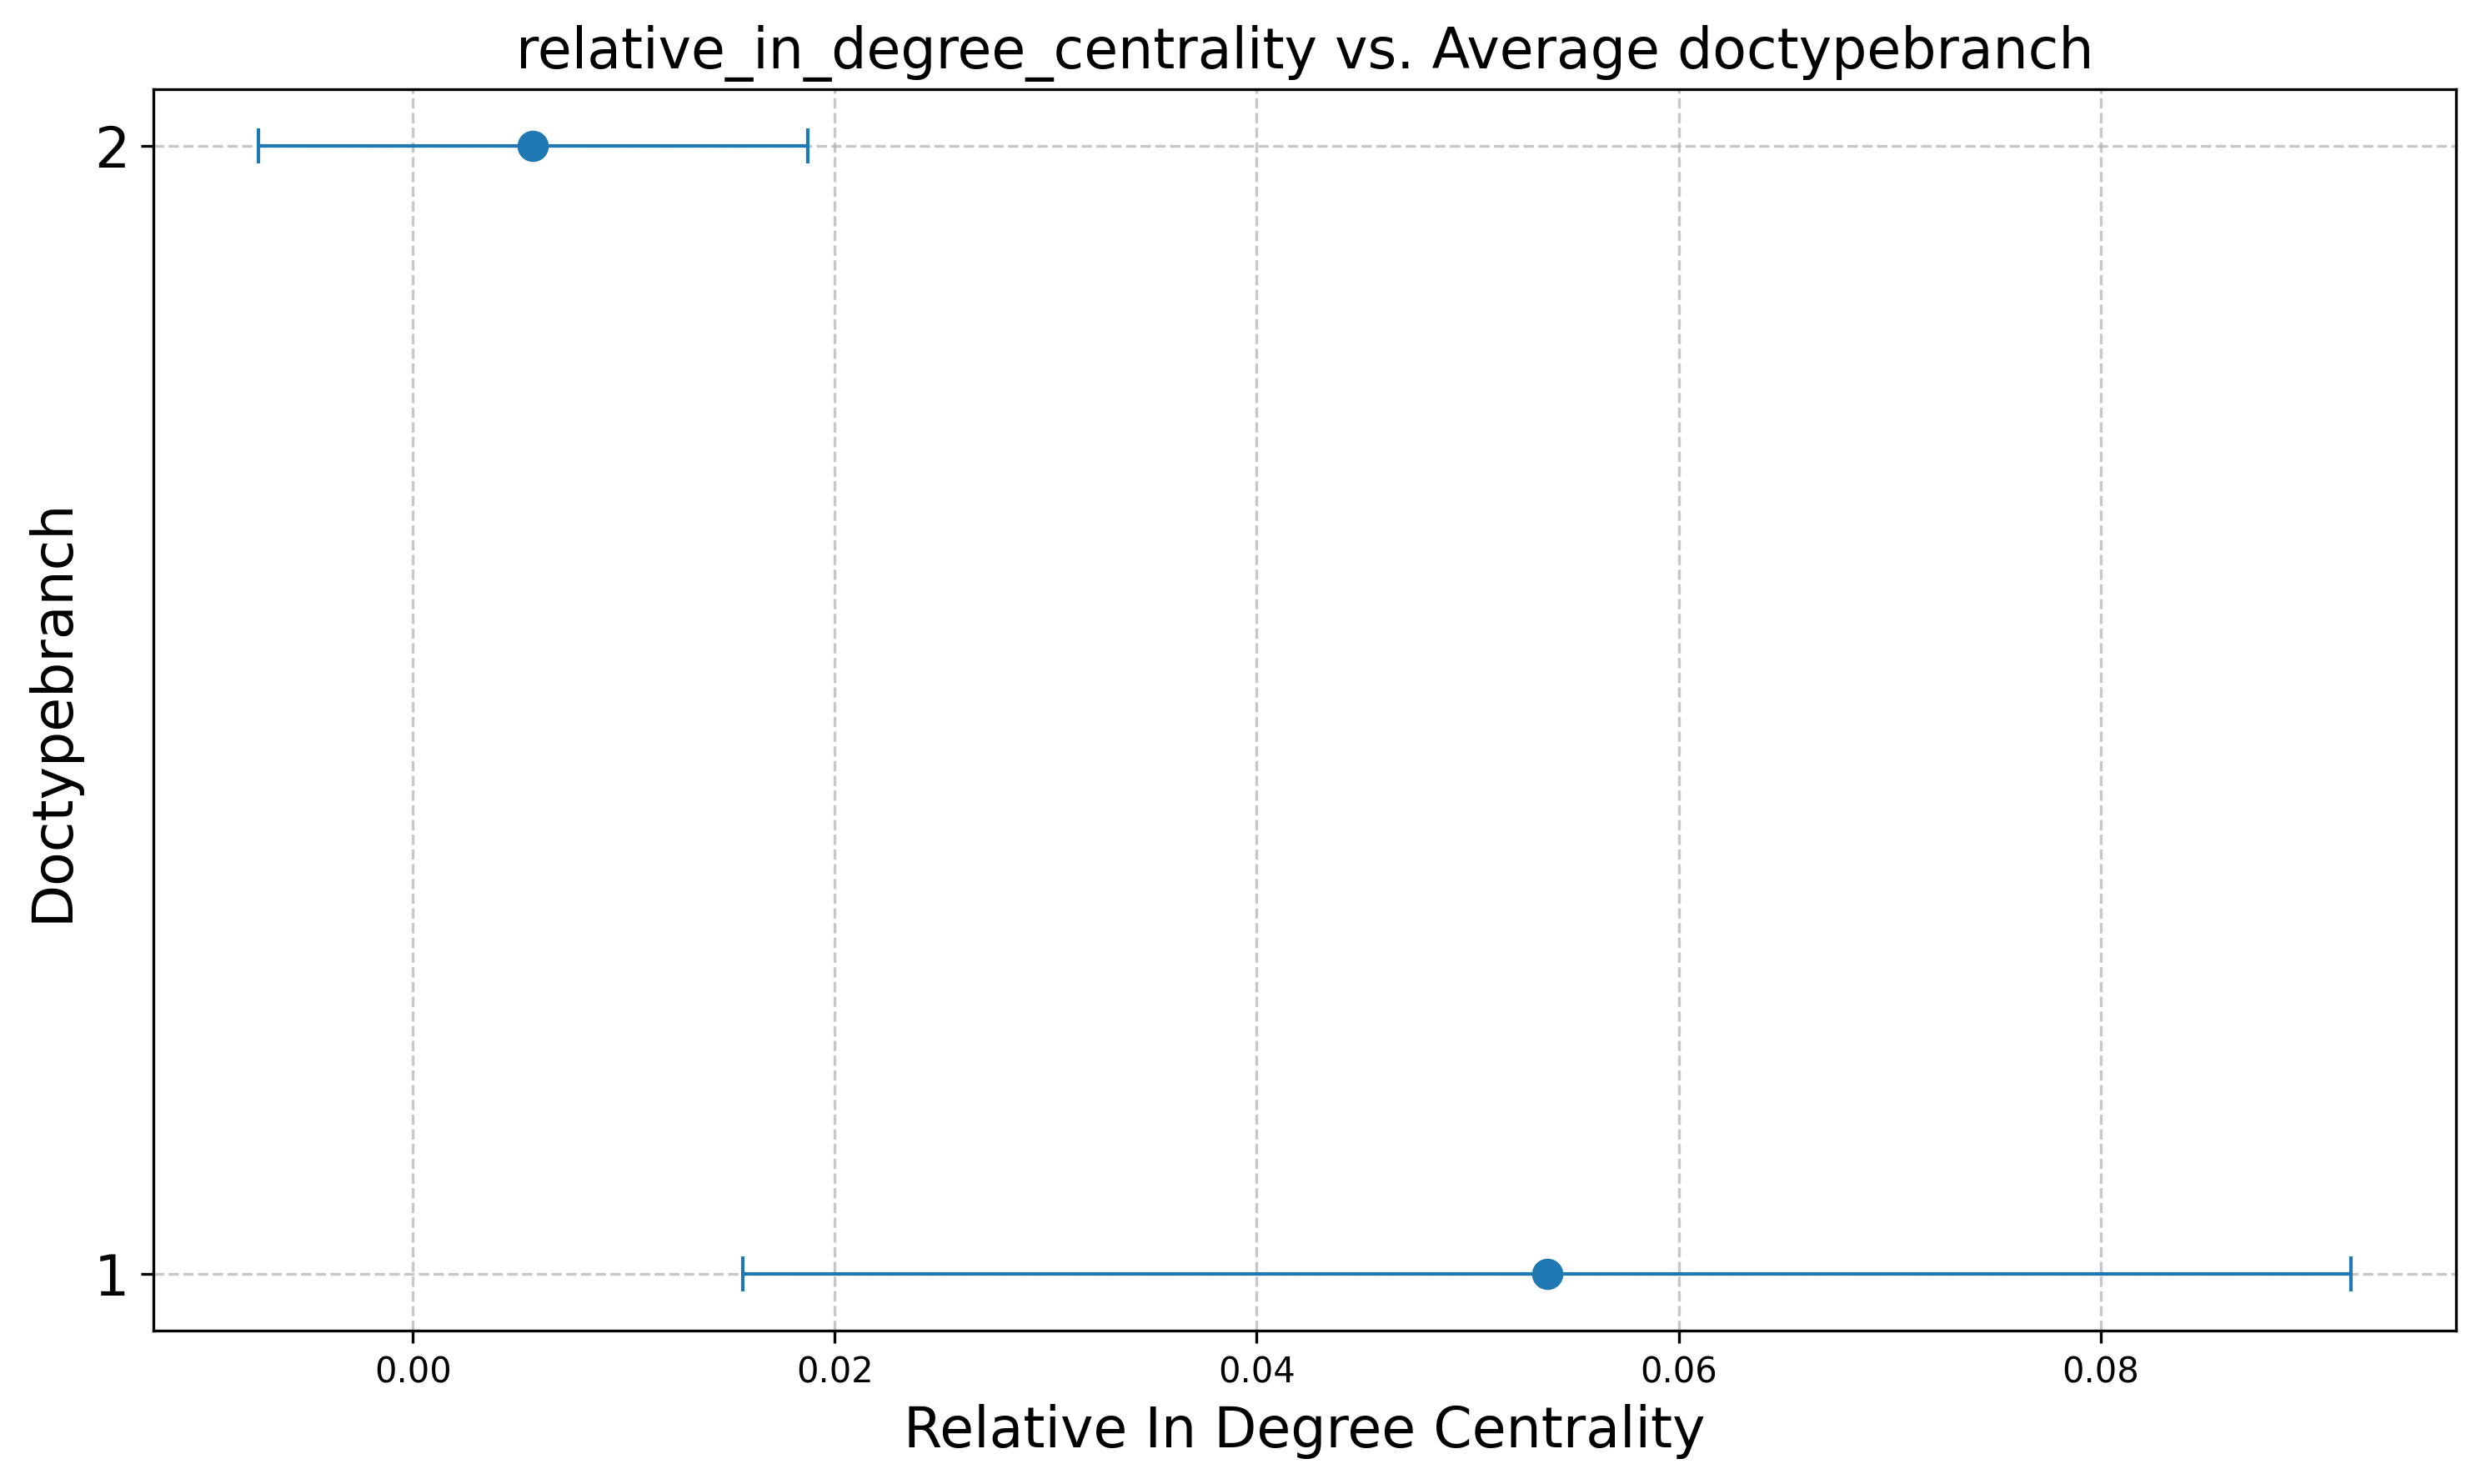 relative_in_degree_centrality vs. Average doctypebranch
2
Doctypebranch
1
0.00 0.02 0.04 0.06 0.08
Relative In Degree Centrality